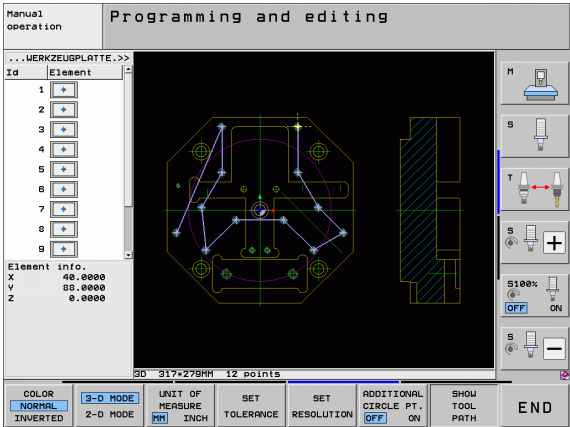 Manual
operation
Programming and editing
...WERKZEUGPLATTE.>>
Id Element
1
2
3
4
5
6
7
8
9
Element info.
X 40.0000
Y 88.0000
Z 0.0000
3D 317*279MM 12 points
M
S
T
S
S100%
OFF ON
S
COLOR
NORMAL
INVERTED
3-D MODE
2-D MODE
UNIT OF
MEASURE
MM INCH
SET
TOLERANCE
SET
RESOLUTION
ADDITIONAL
CIRCLE PT.
OFF ON
SHOW
TOOL
PATH
END